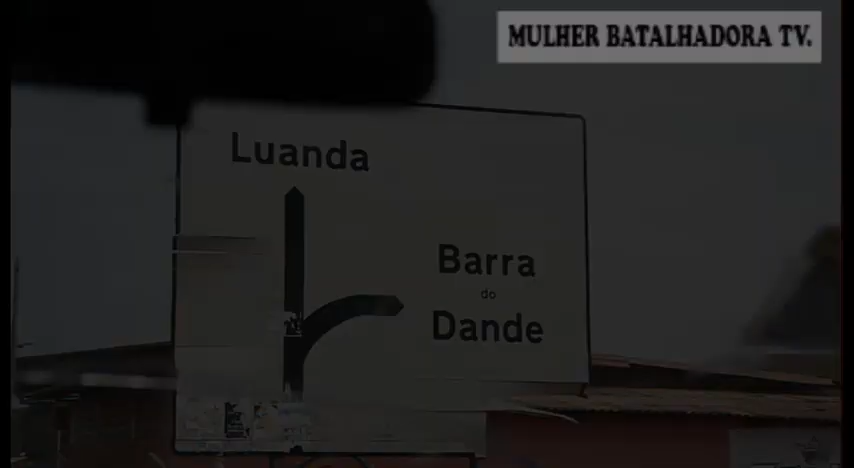 MULHER BATALHADORA TV.
Luanda
Barra
do
Dande